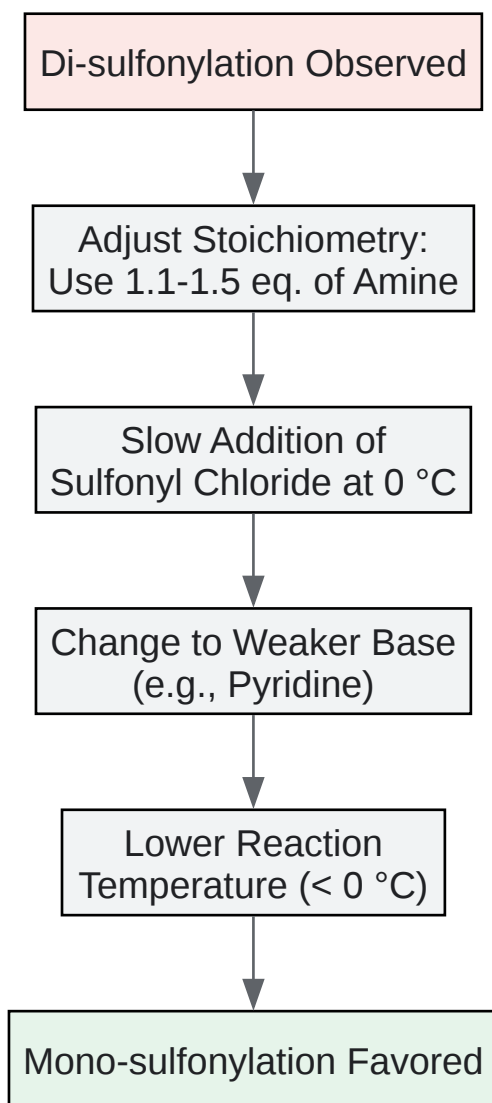 Di-sulfonylation Observed
Adjust Stoichiometry:
Use 1.1-1.5 eq. of Amine
Slow Addition of
Sulfonyl Chloride at 0 °C
Change to Weaker Base
(e.g., Pyridine)
Lower Reaction
Temperature (< 0 °C)
Mono-sulfonylation Favored